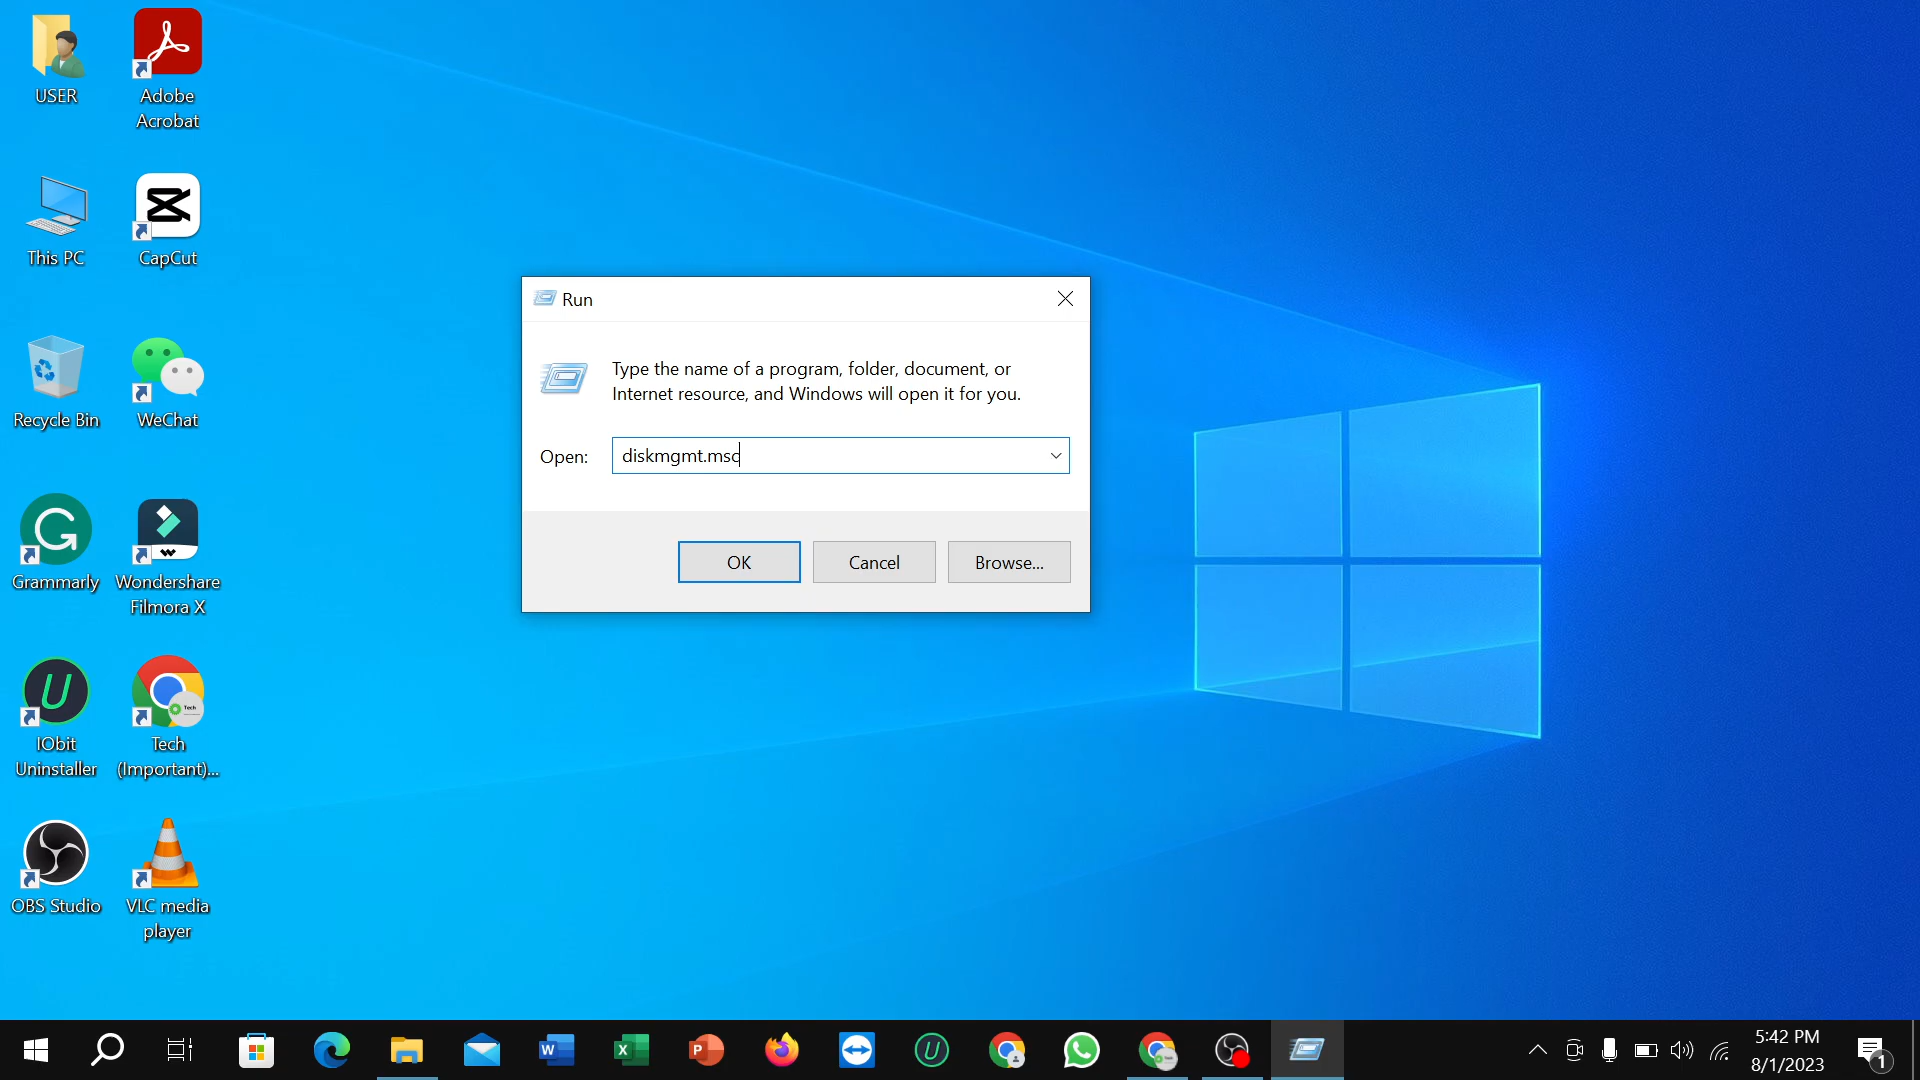 USER
Adobe
Acrobat
This PC
CapCut
Recycle Bin
WeChat
Grammarly
Wondershare
Filmora X
IObit
Uninstaller
Tech
Tech
(Important)...
OBS Studio
VLC media
player
Run
Type the name of a program, folder, document, or
Internet resource, and Windows will open it for you.
Open:
diskmgmt.msc
OK
Cancel
Browse...
5:42 PM
8/1/2023
1